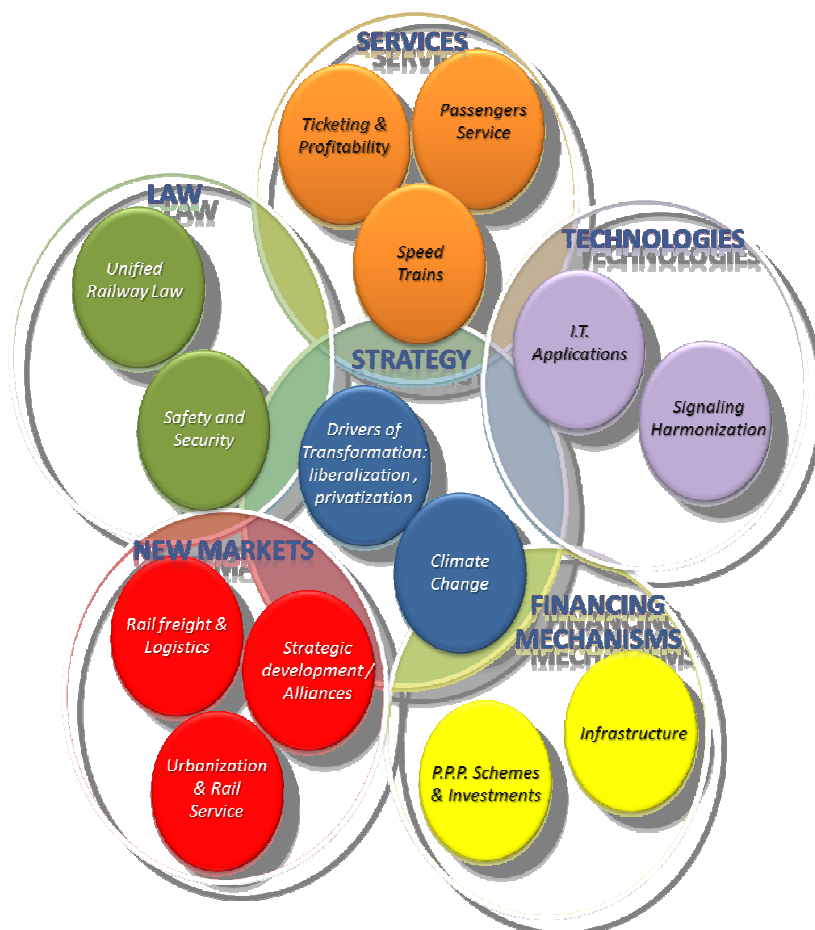 SERVICES
Ticketing &
Profitability
Passengers
Service
Speed
Trains
LAW
Unified
Railway Law
Safety and
Security
TECHNOLOGIES
I.T.
Applications
Signaling
Harmonization
STRATEGY
Drivers of
Transformation:
liberalization ,
privatization
Climate
Change
NEW MARKETS
Rail freight &
Logistics
Strategic
development /
Alliances
Urbanization
& Rail
Service
FINANCING
MECHANISMS
P.P.P. Schemes
& Investments
Infrastructure